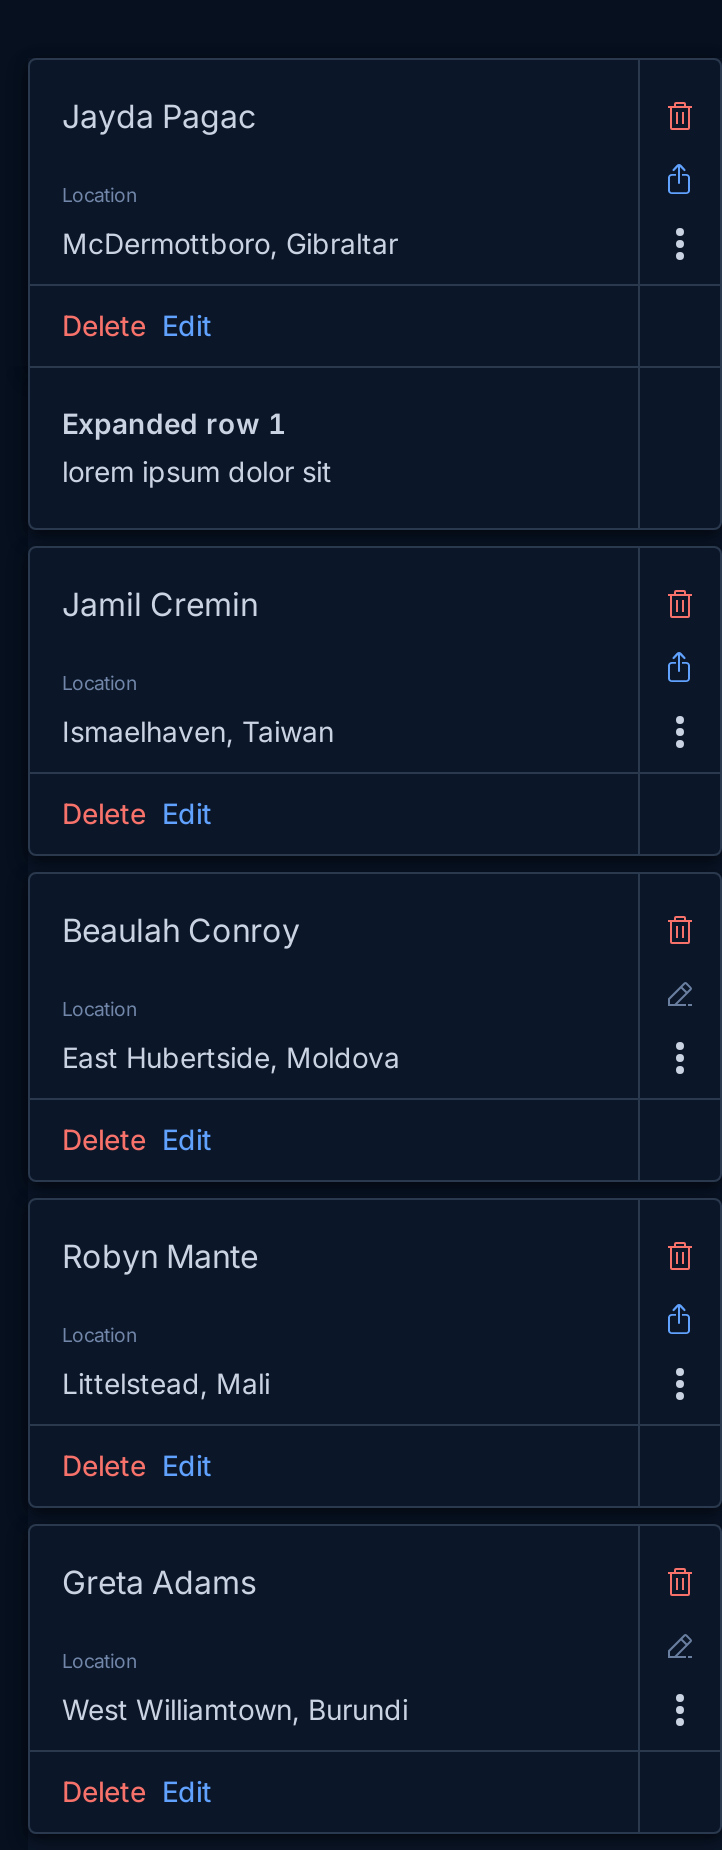 Jayda Pagac
Location
McDermottboro, Gibraltar
Delete Edit
Expanded row 1
lorem ipsum dolor sit
Jamil Cremin
Location
Ismaelhaven, Taiwan
Delete Edit
Beaulah Conroy
Location
East Hubertside, Moldova
Delete Edit
Robyn Mante
Location
Littelstead, Mali
Delete Edit
Greta Adams
Location
West Williamtown, Burundi
Delete Edit